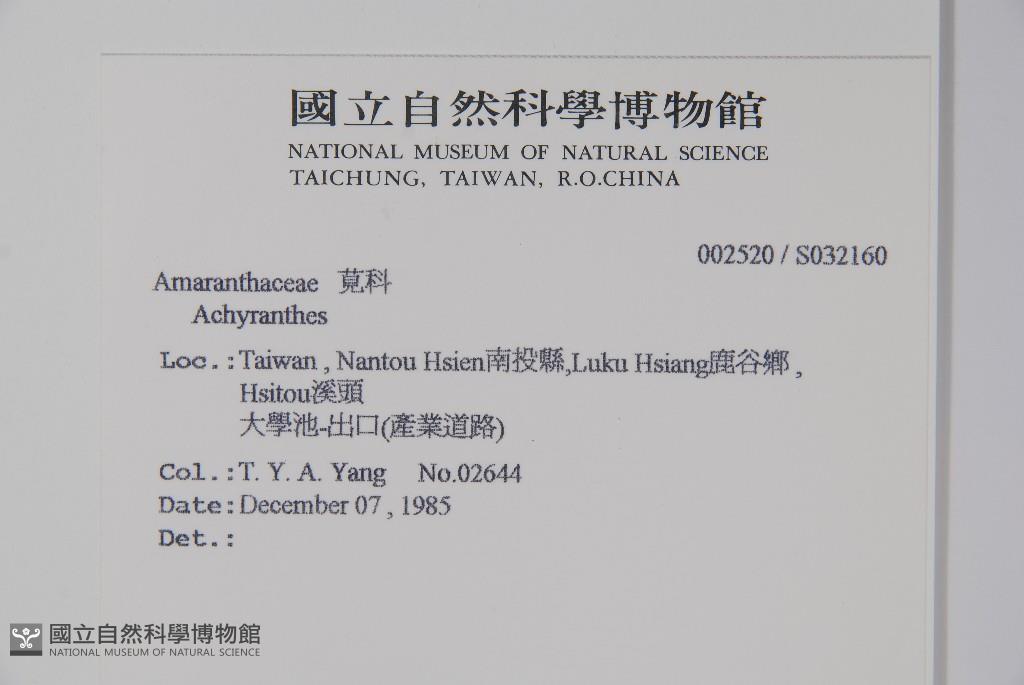 國立自然科學博物館
NATIONAL MUSEUM OF NATURAL SCIENCE
TAICHUNG, TAIWAN, R.O.CHINA
002520 / S032160
Amaranthaceae 莧科
Achyranthes
Loc.:Taiwan , Nantou Hsien南投縣,Luku Hsiang鹿谷鄉 ,
Hsitou溪頭
大學池-出口(產業道路)
Col.:T. Y. A. Yang No.02644
Date:December 07 , 1985
Det.:
國立自然科學博物館
NATIONAL MUSEUM OF NATURAL SCIENCE